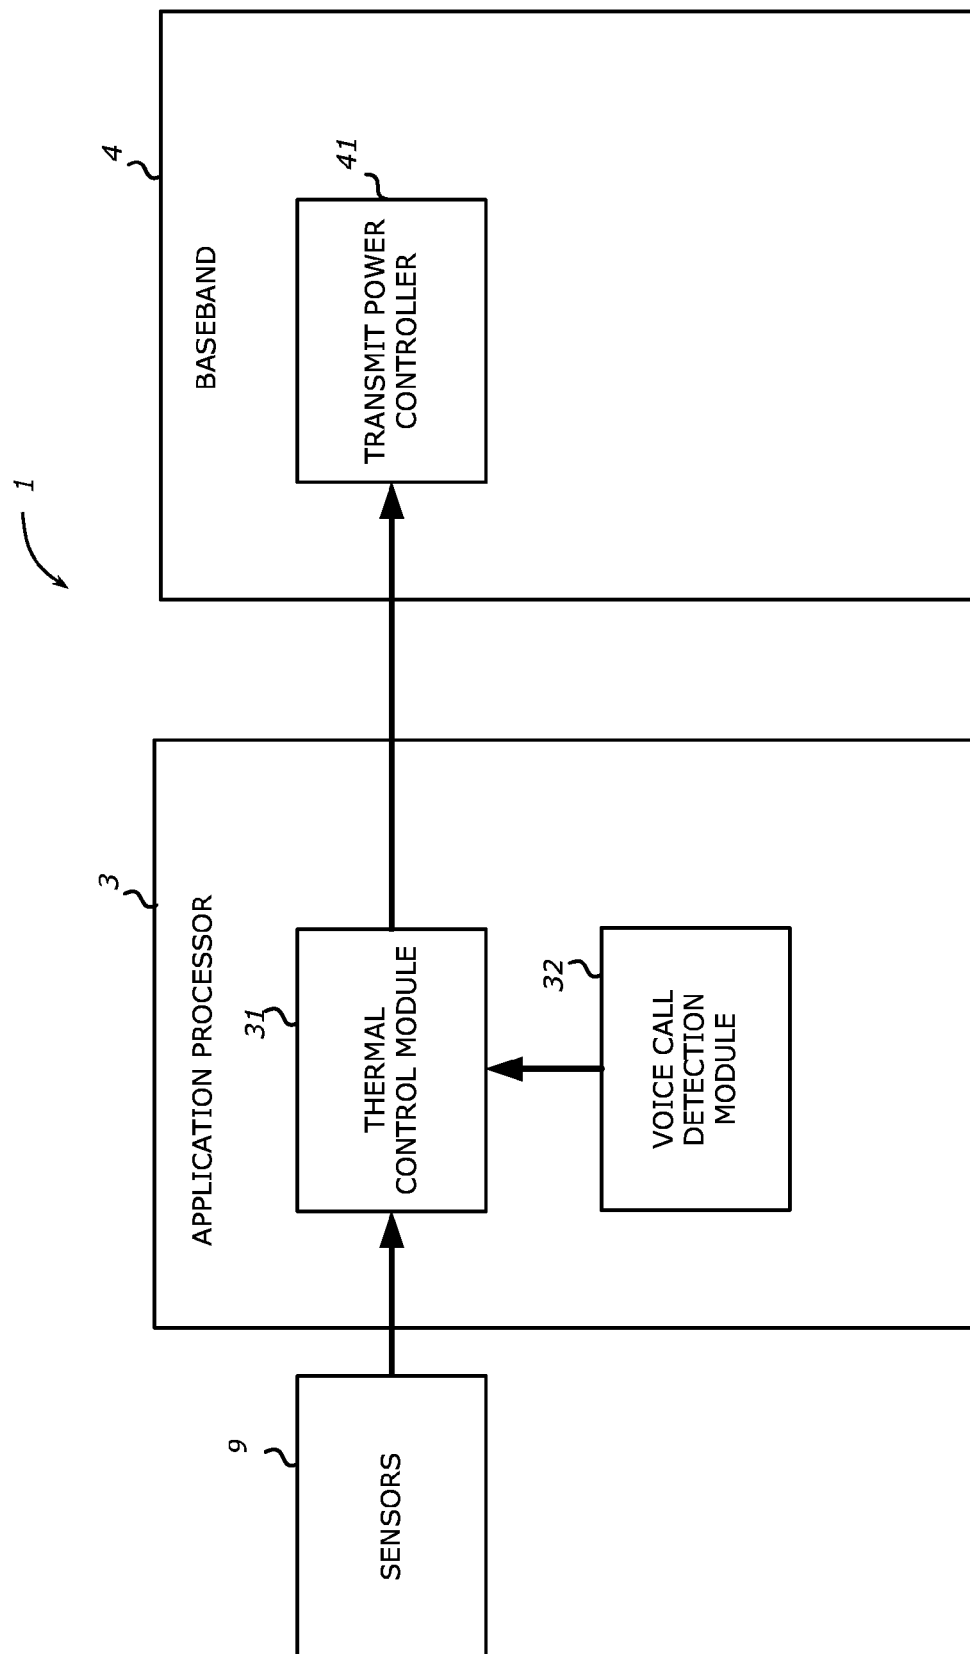 1
9
SENSORS
3
APPLICATION PROCESSOR
31
THERMAL
CONTROL MODULE
32
VOICE CALL
DETECTION
MODULE
4
BASEBAND
41
TRANSMIT POWER
CONTROLLER